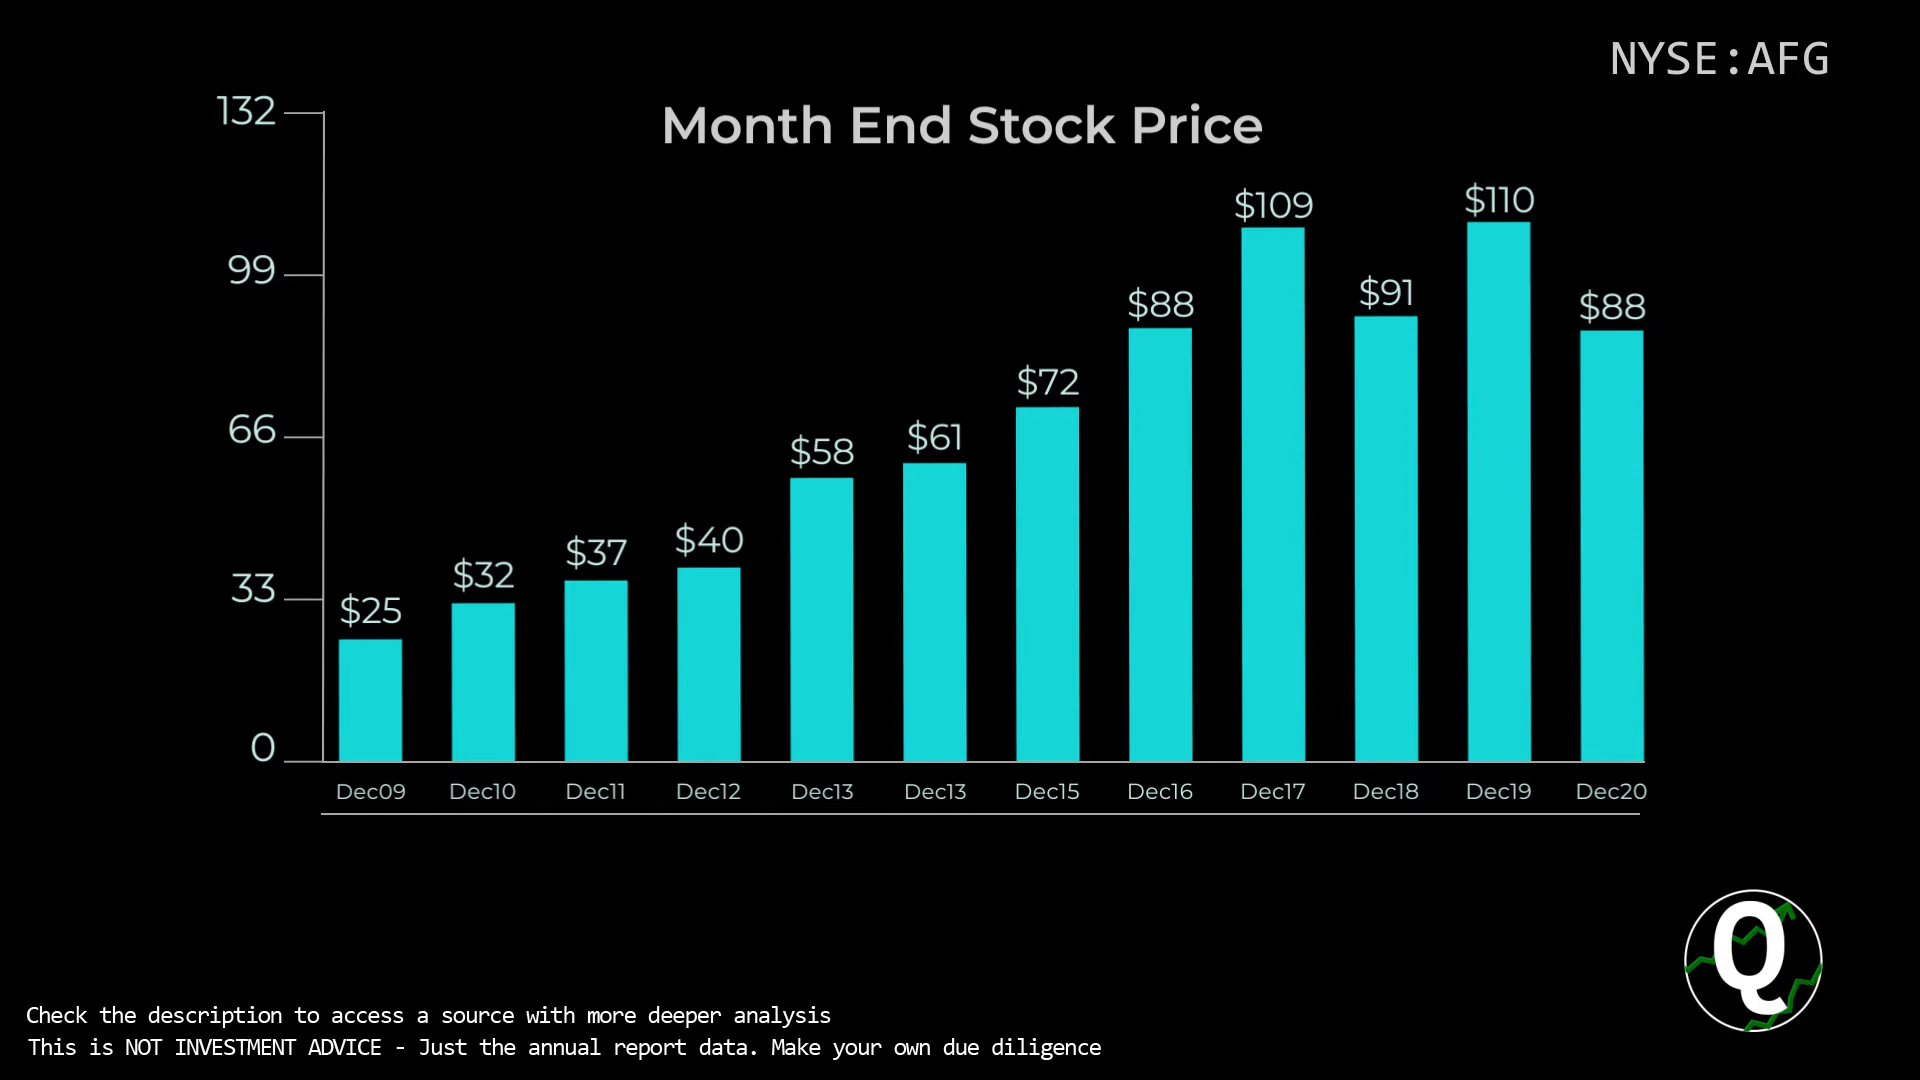 NYSE:AFG
Month End Stock Price
132
99
66
33
0
$25
$32
$37
$40
$58
$61
$72
$88
$109
$91
$110
$88
Dec09 Dec10 Dec11 Dec12 Dec13 Dec13 Dec15 Dec16 Dec17 Dec18 Dec19 Dec20
Q
Check the description to access a source with more deeper analysis
This is NOT INVESTMENT ADVICE - Just the annual report data. Make your own due diligence